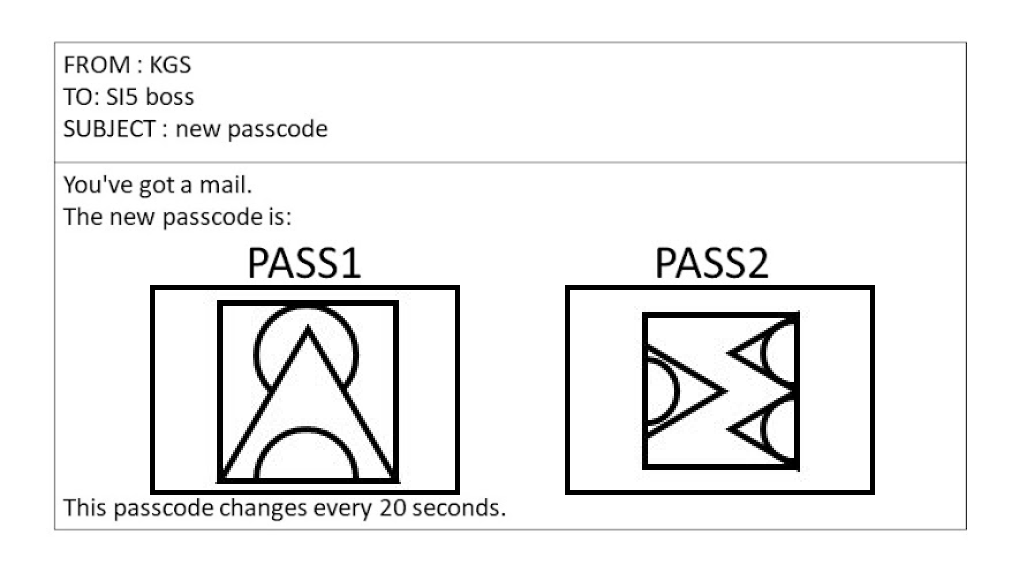 FROM : KGS
TO: SI5 boss
SUBJECT : new passcode
You've got a mail.
The new passcode is:
PASS1
PASS2
This passcode changes every 20 seconds.